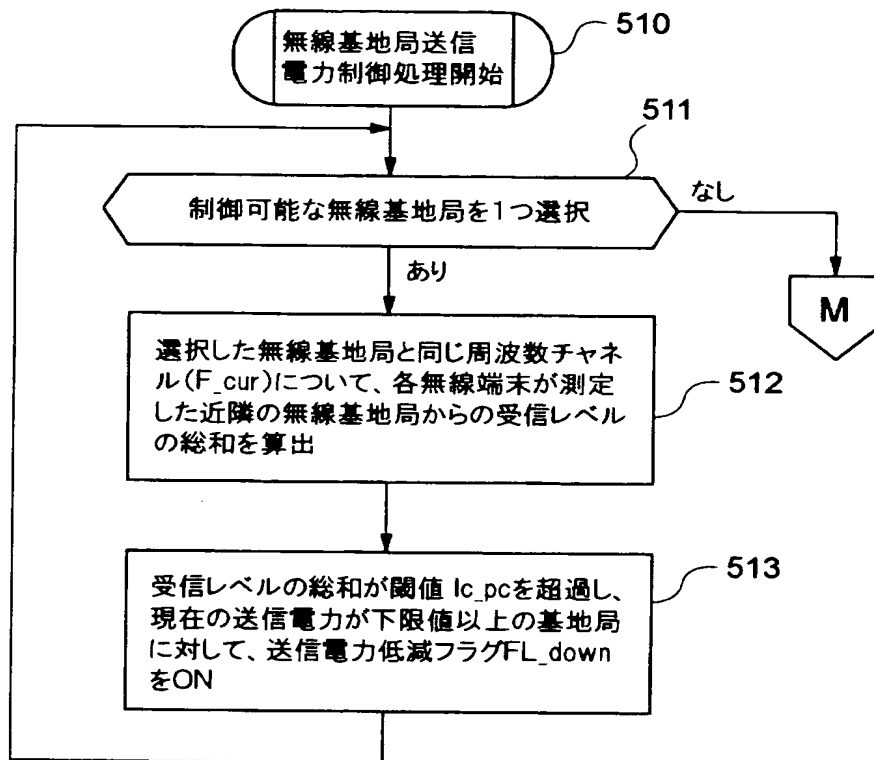 無線基地局送信
電力制御処理開始
510
511
制御可能な無線基地局を1つ選択
なし
あり
M
選択した無線基地局と同じ周波数チャネ
ル(F_cur)について、各無線端末が測定
した近隣の無線基地局からの受信レベル
の総和を算出
512
受信レベルの総和が閾値 Ic_pcを超過し、
現在の送信電力が下限値以上の基地局
に対して、送信電力低減フラグFL_down
をON
513